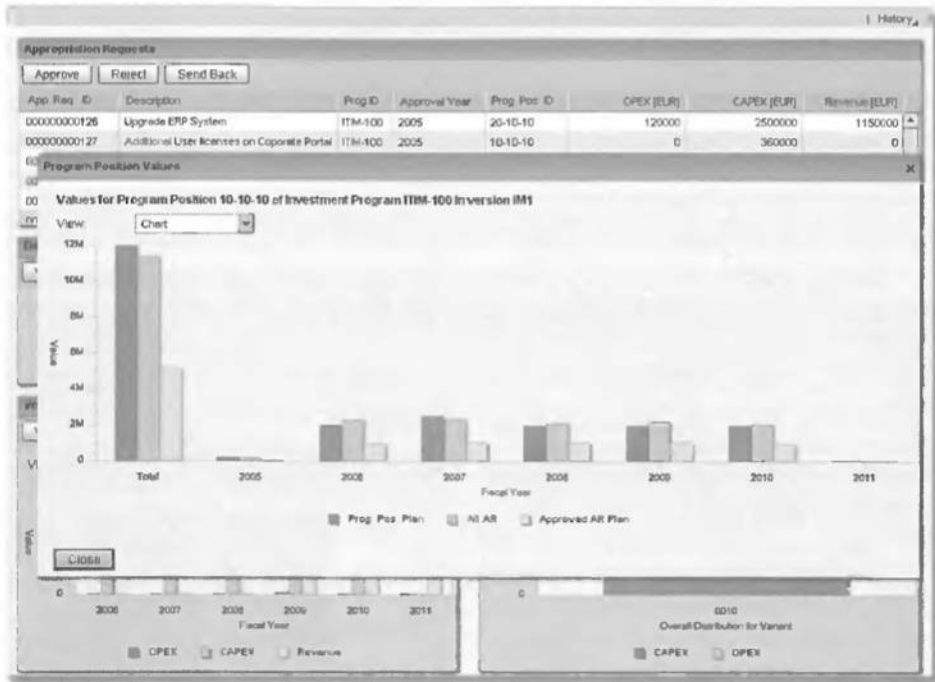 | History
Appropriation Requests
Approve Reject Send Back
App. Req. ID Description Prog ID Approval Year Prog. Pos. ID OPEX [EUR] CAPEX [EUR] Revenue [EUR]
000000000126 Upgrade ERP System ITIM-100 2005 20-10-10 120000 2500000 1150000
000000000127 Additional User licenses on Coporate Portal ITIM-100 2005 10-10-10 0 360000 0
Program Position Values
Values for Program Position 10-10-10 of Investment Program ITIM-100 in version IM1
View: Chart
12M
10M
8M
6M
4M
2M
0
Value
Total 2005 2006 2007 2008 2009 2010 2011
Fiscal Year
Prog. Pos. Plan All AR Approved AR Plan
Close
Value
0
2006 2007 2008 2009 2010 2011
Fiscal Year
OPEX CAPEX Revenue
0
0010
Overall Distribution for Variant
CAPEX OPEX